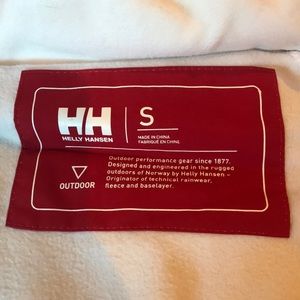 HH
HELLY HANSEN
S
MADE IN CHINA
FABRIQUÉ EN CHINE
OUTDOOR
Outdoor performance gear since 1877.
Designed and engineered in the rugged
outdoors of Norway by Helly Hansen –
Originator of technical rainwear,
fleece and baselayer.